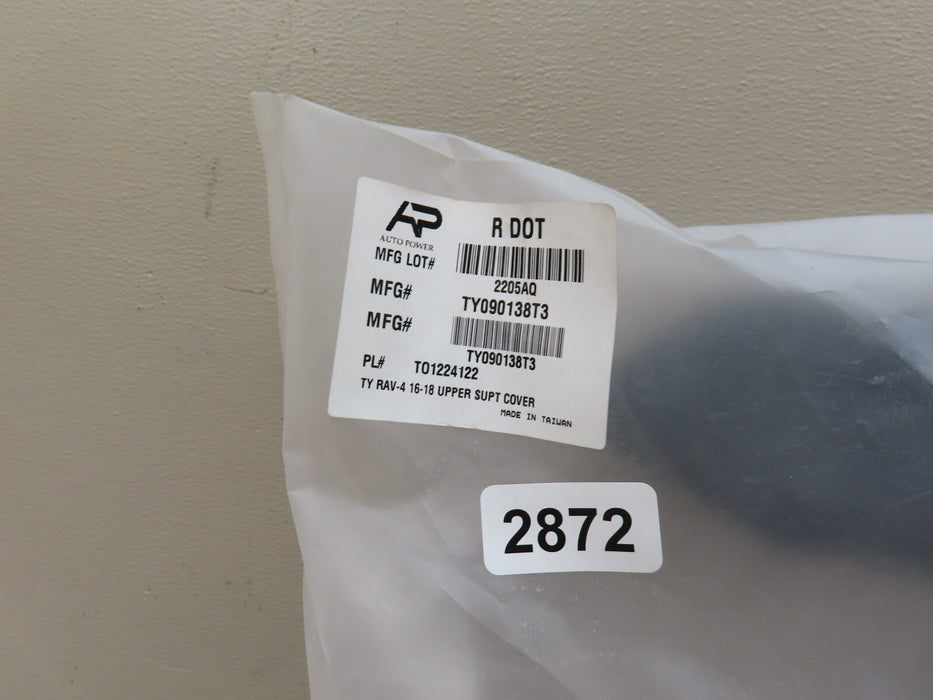 AP
R DOT
AUTO POWER
MFG LOT#
2205AQ
MFG#
TY090138T3
MFG#
TY090138T3
PL# TO1224122
TY RAV-4 16-18 UPPER SUPT COVER
MADE IN TAIWAN
2872